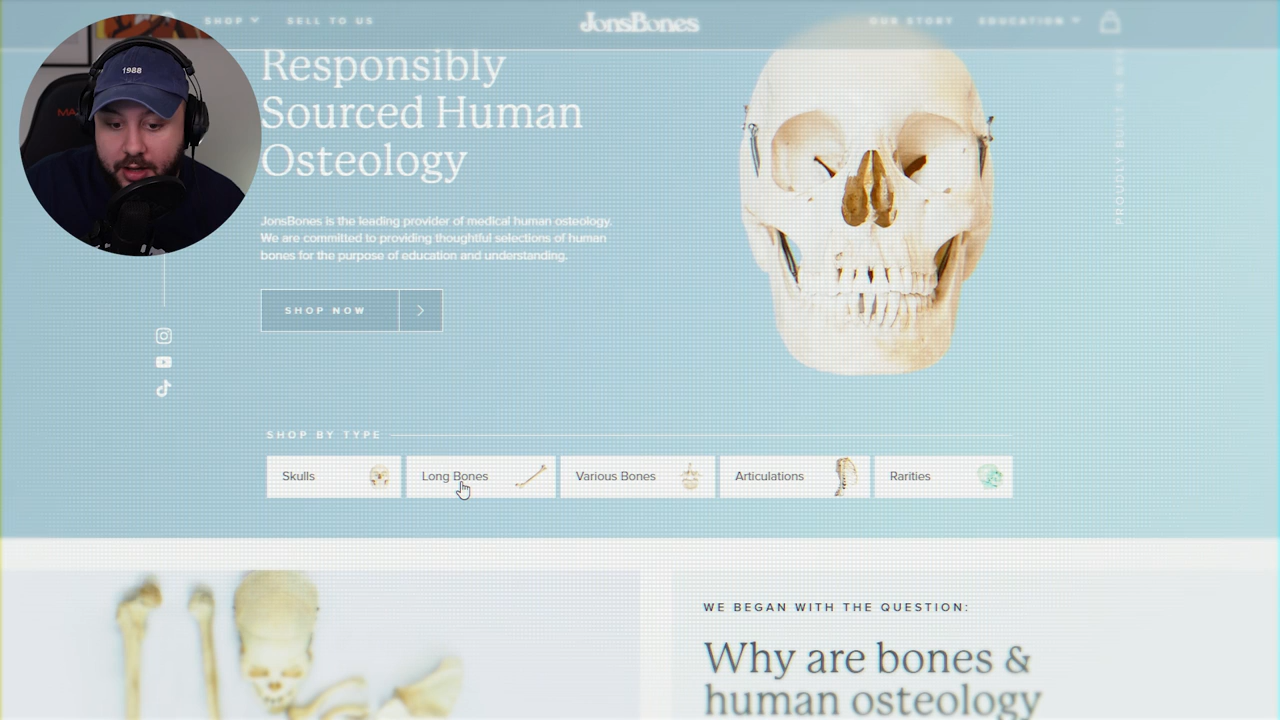 SHOP
SELL TO US
JonsBones
OUR STORY
EDUCATION
1988
MA
Responsibly
Sourced Human
Osteology
JonsBones is the leading provider of medical human osteology.
We are committed to providing thoughtful selections of human
bones for the purpose of education and understanding.
SHOP NOW
PROUDLY BUILT IN
SHOP BY TYPE
Skulls
Long Bones
Various Bones
Articulations
Rarities
WE BEGAN WITH THE QUESTION:
Why are bones &
human osteology